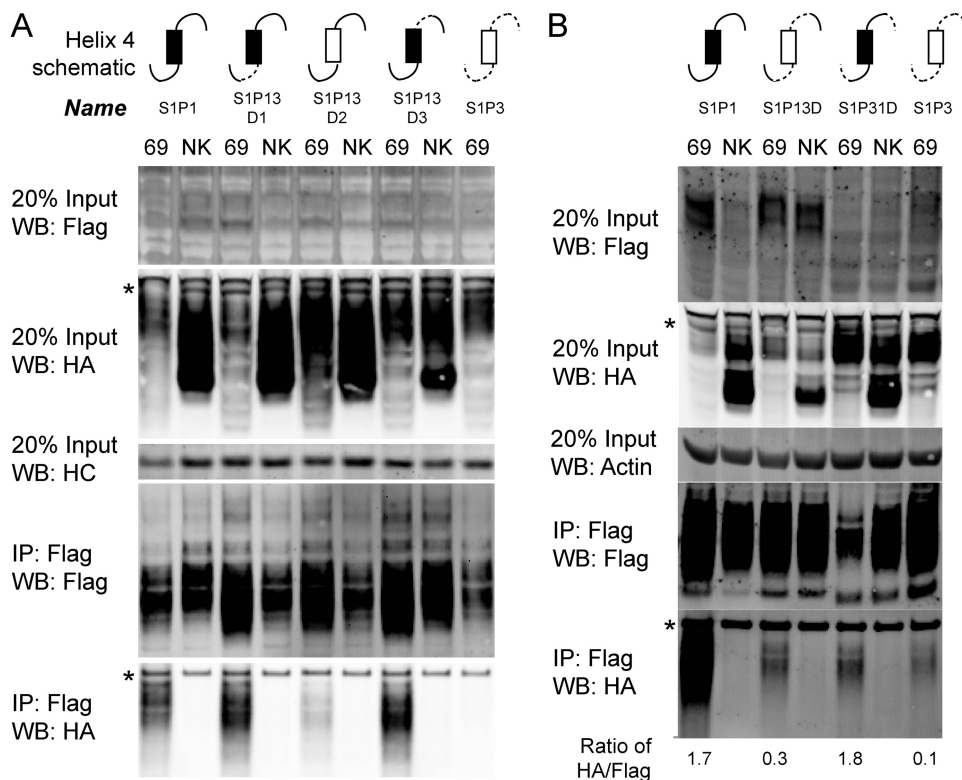 A
Helix 4
schematic
Name
S1P1
S1P13
D1
S1P13
D2
S1P13
D3
S1P3
69 NK 69 NK 69 NK 69 NK 69
20% Input
WB: Flag
*
20% Input
WB: HA
20% Input
WB: HC
IP: Flag
WB: Flag
*
IP: Flag
WB: HA
B
S1P1 S1P13D S1P31D S1P3
69 NK 69 NK 69 NK 69
20% Input
WB: Flag
*
20% Input
WB: HA
20% Input
WB: Actin
IP: Flag
WB: Flag
*
IP: Flag
WB: HA
Ratio of
HA/Flag
1.7 0.3 1.8 0.1